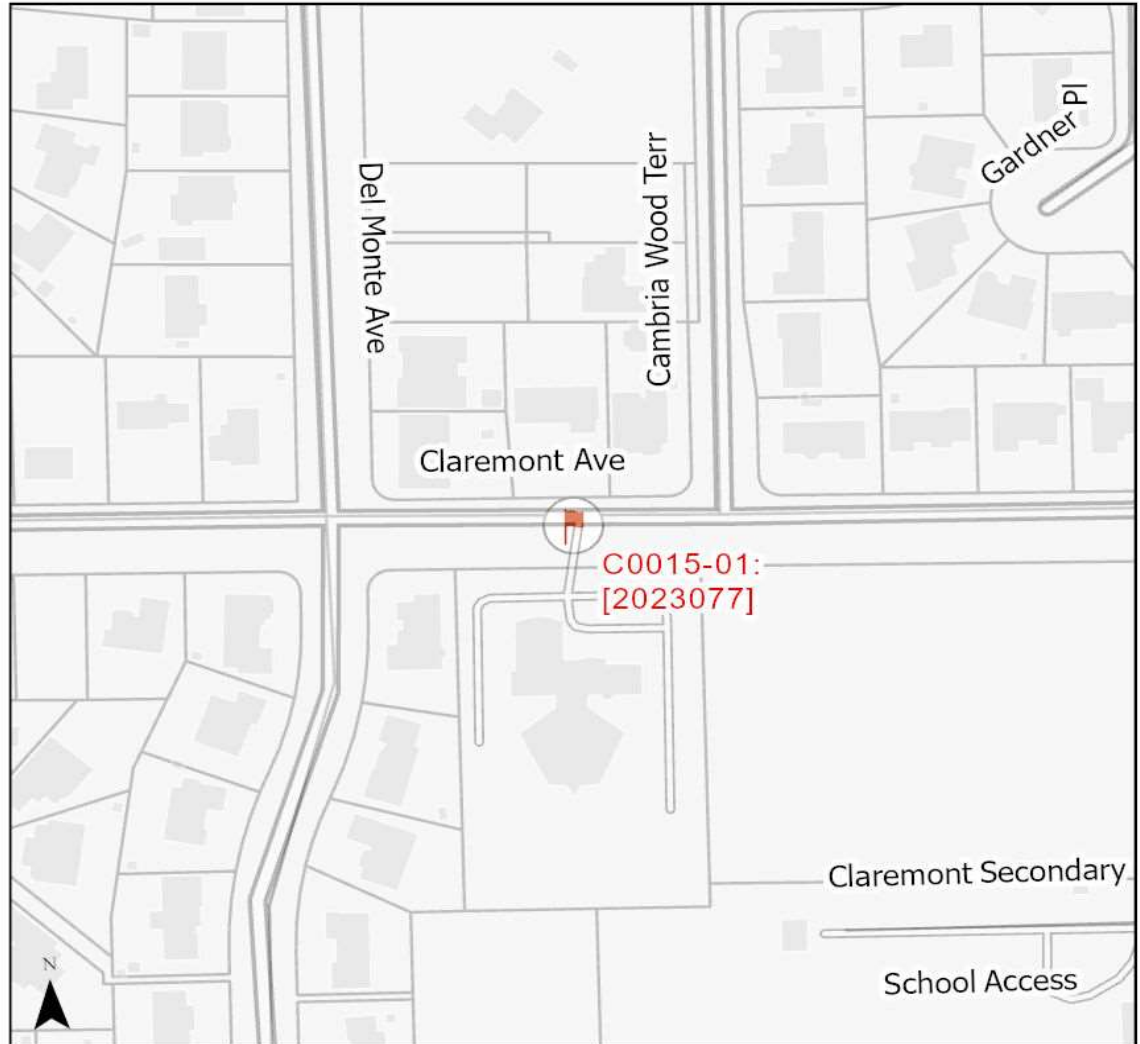 Gardner Pl
Del Monte Ave
Cambria Wood Terr
Claremont Ave
C0015-01:
[2023077]
Claremont Secondary
School Access
N